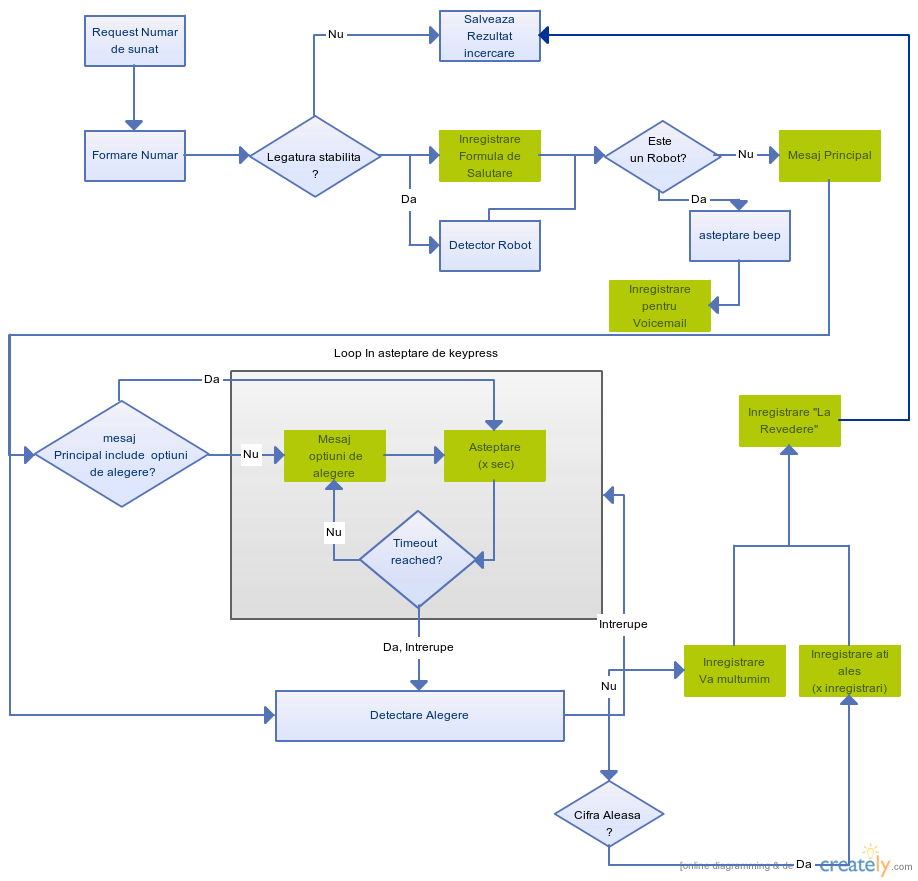 Request Numar
de sunat
Nu
Salveaza
Rezultat
incercare
Formare Numar
Legatura stabilita
?
Inregistrare
Formula de
Salutare
Este
un Robot?
Nu
Mesaj Principal
Da
Da
Detector Robot
asteptare beep
Inregistrare
pentru
Voicemail
Loop In asteptare de keypress
Da
mesaj
Principal include optiuni
de alegere?
Nu
Mesaj
optiuni de
alegere
Asteptare
(x sec)
Inregistrare "La
Revedere"
Nu
Timeout
reached?
Da, Intrerupe
Intrerupe
Nu
Inregistrare
Va multumim
Inregistrare ati
ales
(x inregistrari)
Detectare Alegere
Cifra Aleasa
?
Da
[online diagramming & de
creately.com